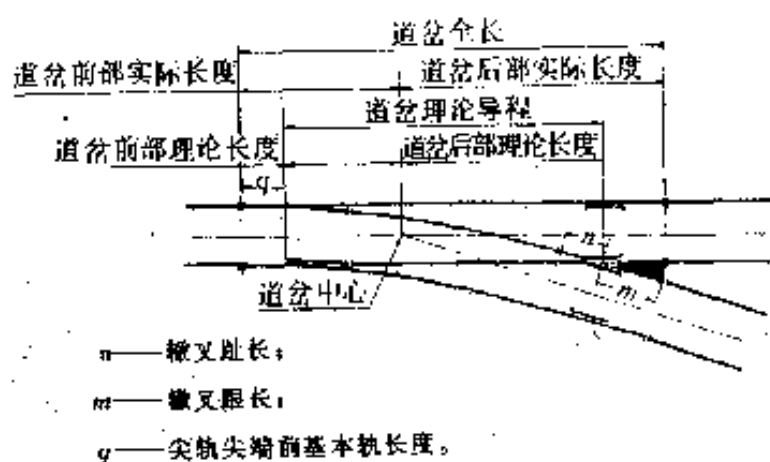 道岔全长
道岔前部实际长度
道岔后部实际长度
道岔理论导程
道岔前部理论长度
道岔后部理论长度
q
n
m
道岔中心
n——辙叉趾长；
m——辙叉跟长；
q——尖轨尖端前基本轨长度。